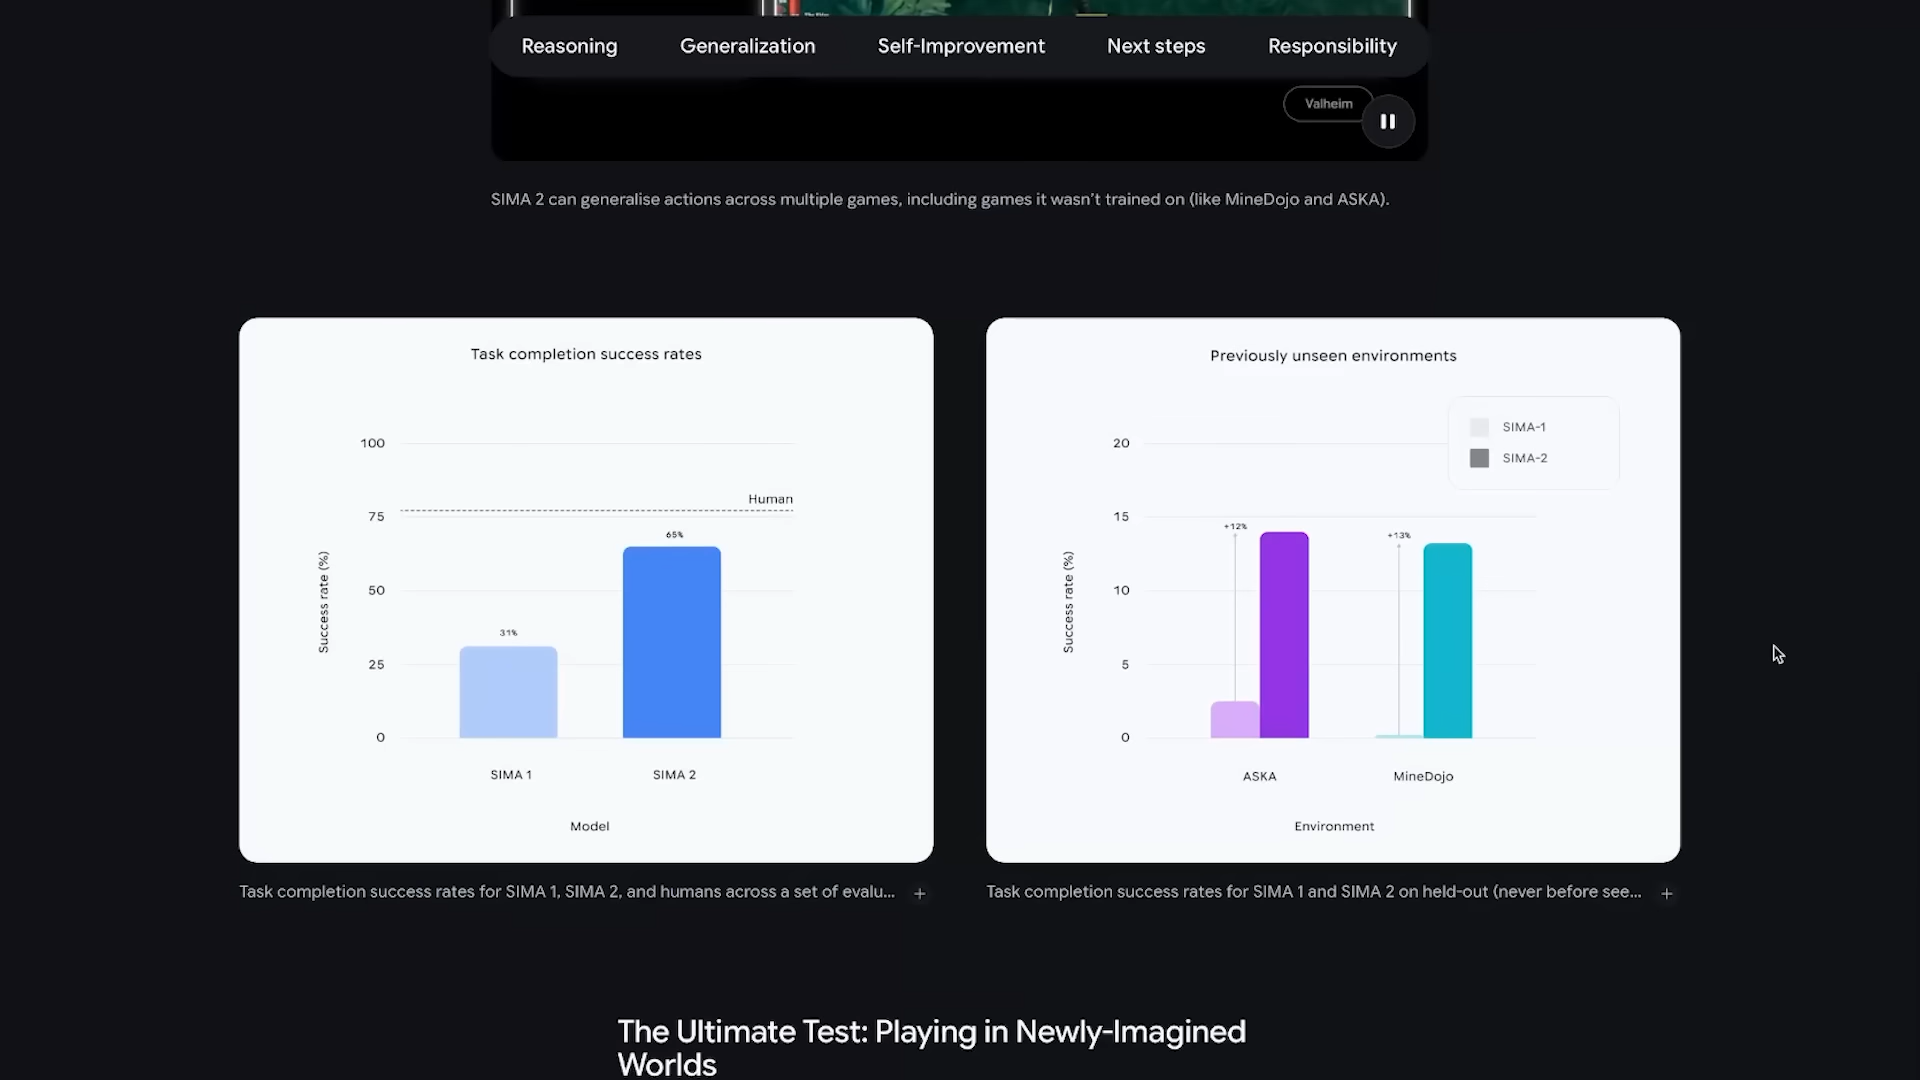 Reasoning
Generalization
Self-Improvement
Next steps
Responsibility
Valheim
SIMA 2 can generalise actions across multiple games, including games it wasn't trained on (like MineDojo and ASKA).
Task completion success rates
100
75
50
25
0
Success rate (%)
Human
31%
65%
SIMA 1
SIMA 2
Model
Task completion success rates for SIMA 1, SIMA 2, and humans across a set of evalu... +
Previously unseen environments
SIMA-1
SIMA-2
20
15
10
5
0
Success rate (%)
+12%
+13%
ASKA
MineDojo
Environment
Task completion success rates for SIMA 1 and SIMA 2 on held-out (never before see... +
The Ultimate Test: Playing in Newly-Imagined
Worlds